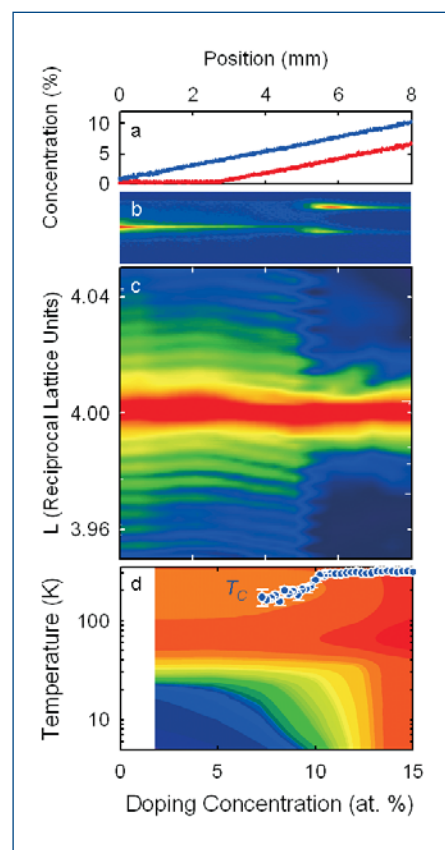 Position (mm)
0 2 4 6 8
Concentration (%)
10
5
0
a
b
c
4.04
4.00
3.96
L (Reciprocal Lattice Units)
d
T_C
100
10
Temperature (K)
0 5 10 15
Doping Concentration (at. %)